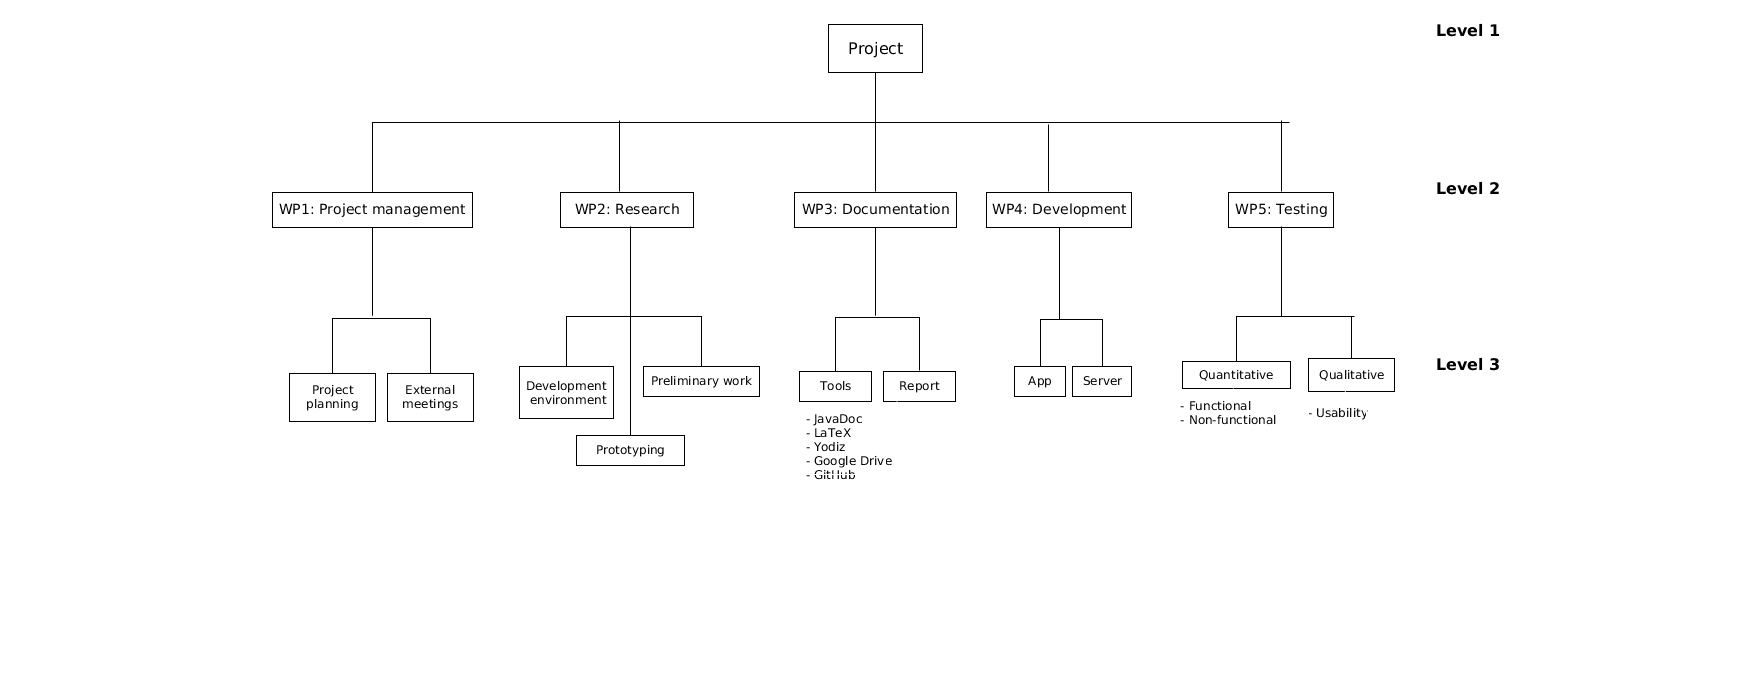 Project
Level 1
Level 2
WP1: Project management
WP2: Research
WP3: Documentation
WP4: Development
WP5: Testing
Level 3
Project
planning
External
meetings
Development
environment
Preliminary work
Prototyping
Tools
Report
- JavaDoc
- LaTeX
- Yodiz
- Google Drive
- GitHub
App
Server
Quantitative
- Functional
- Non-functional
Qualitative
- Usability